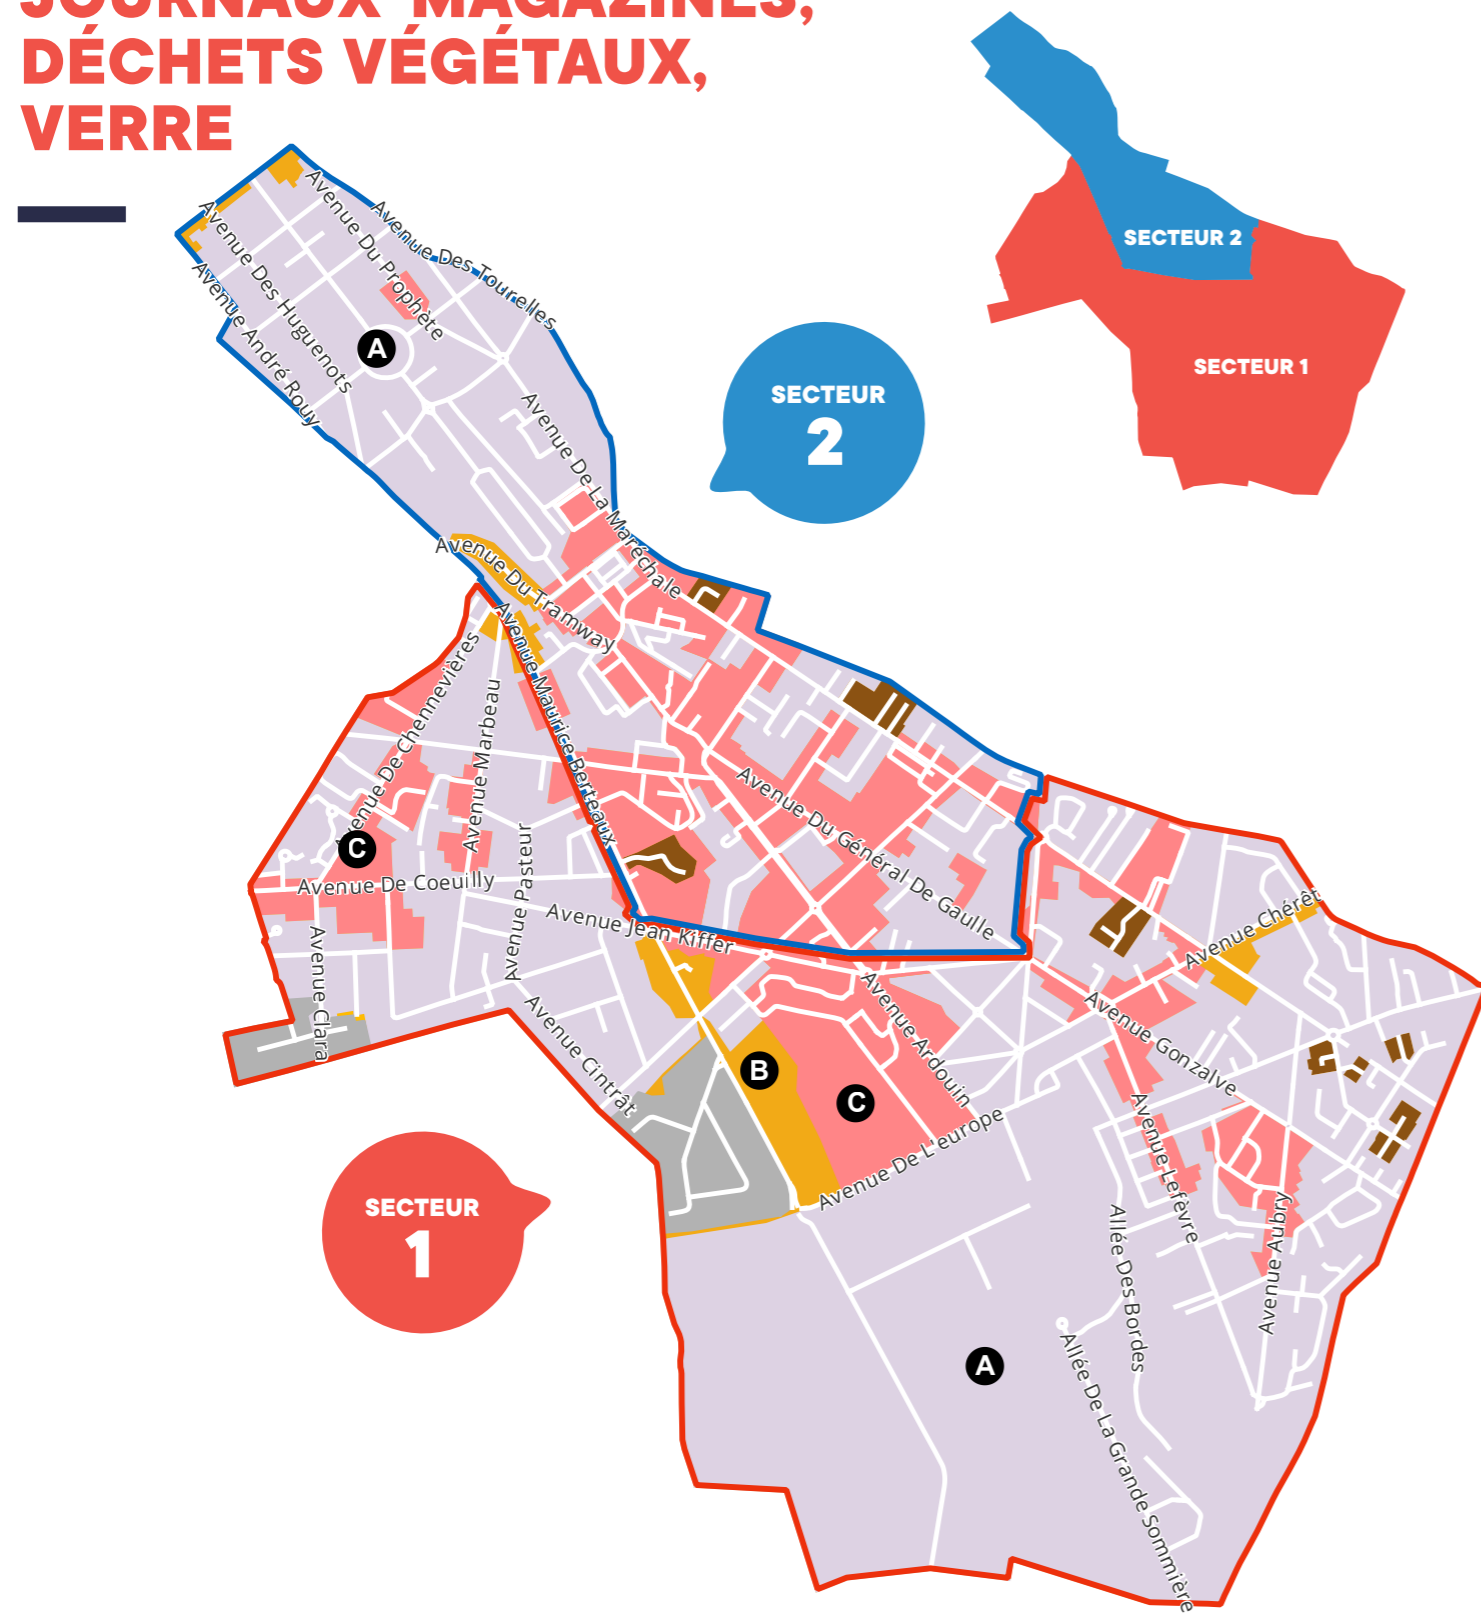 JOURNAUX-MAGAZINES,
DÉCHETS VÉGÉTAUX,
VERRE
SECTEUR 2
SECTEUR 1
SECTEUR
2
SECTEUR
1
Avenue Du Prophète
Avenue Des Tourelles
Avenue Des Huguenots
Avenue André Rouy
A
Avenue De La Maréchale
Avenue Du Tramway
Avenue Maurice Berteaux
Avenue De Chennevières
Avenue Marbeau
Avenue Du Général De Gaulle
C
Avenue De Coeuilly
Avenue Pasteur
Avenue Jean Kiffer
Avenue Clara
Avenue Cintrât
Avenue Chérêt
Avenue Ardouin
Avenue Gonzalve
B
C
Avenue De L'europe
Avenue Lefèvre
Avenue Aubry
Allée Des Bordes
A
Allée De La Grande Sommière